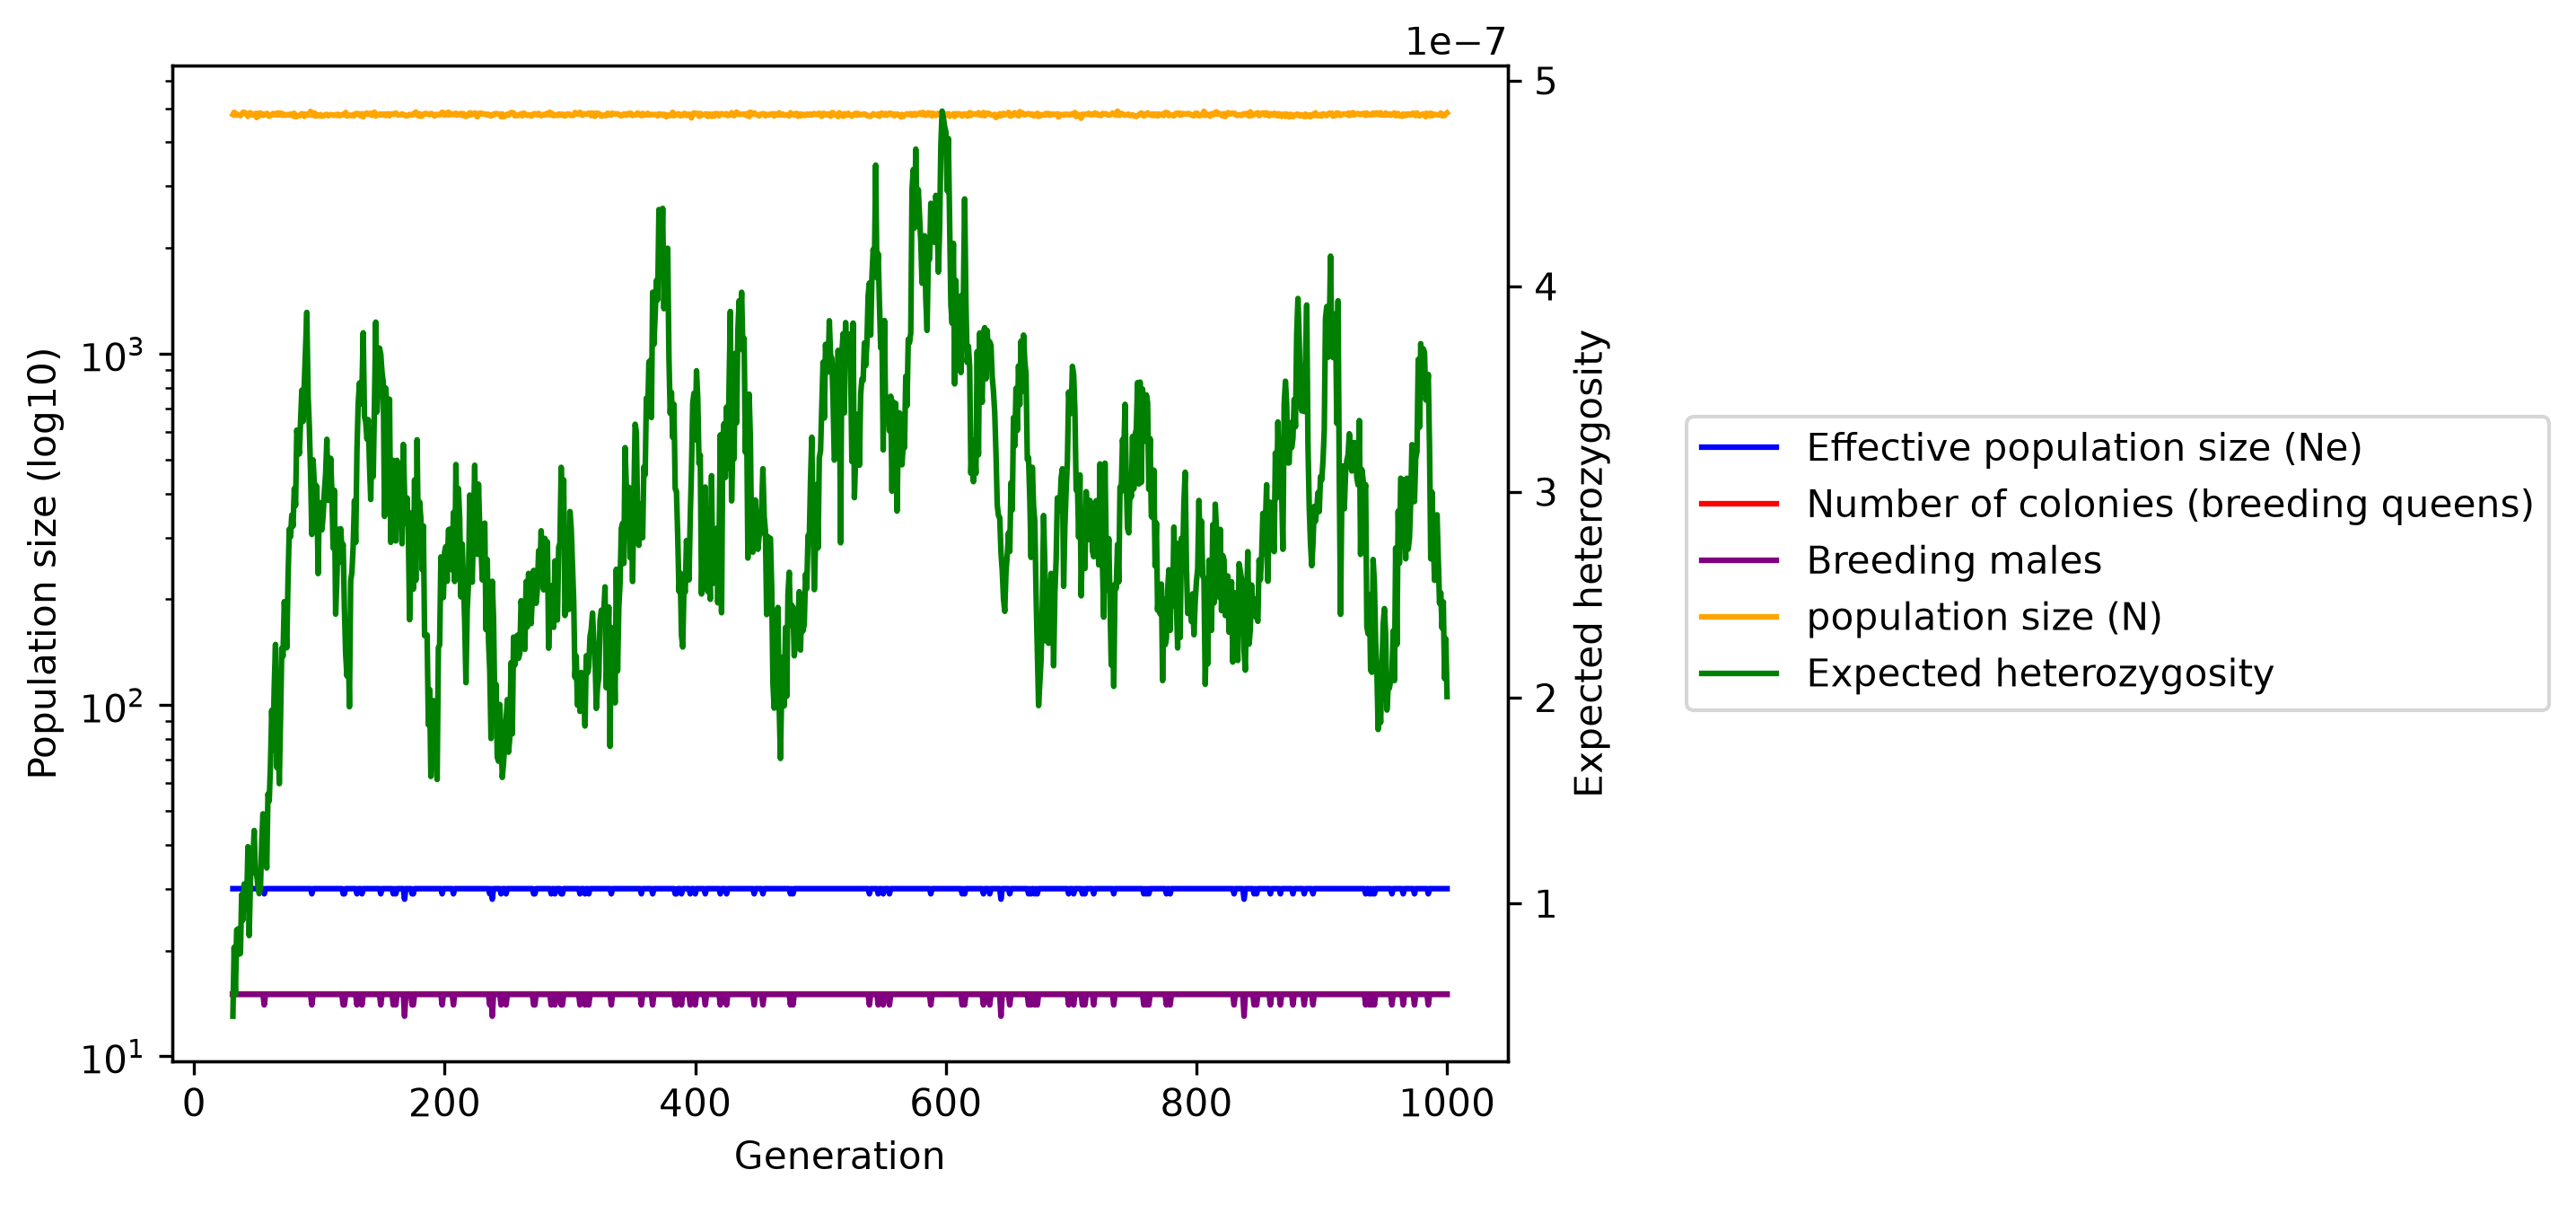 1e−7
Population size (log10)
10³
10²
10¹
5
4
3
2
1
Expected heterozygosity
0 200 400 600 800 1000
Generation
Effective population size (Ne)
Number of colonies (breeding queens)
Breeding males
population size (N)
Expected heterozygosity